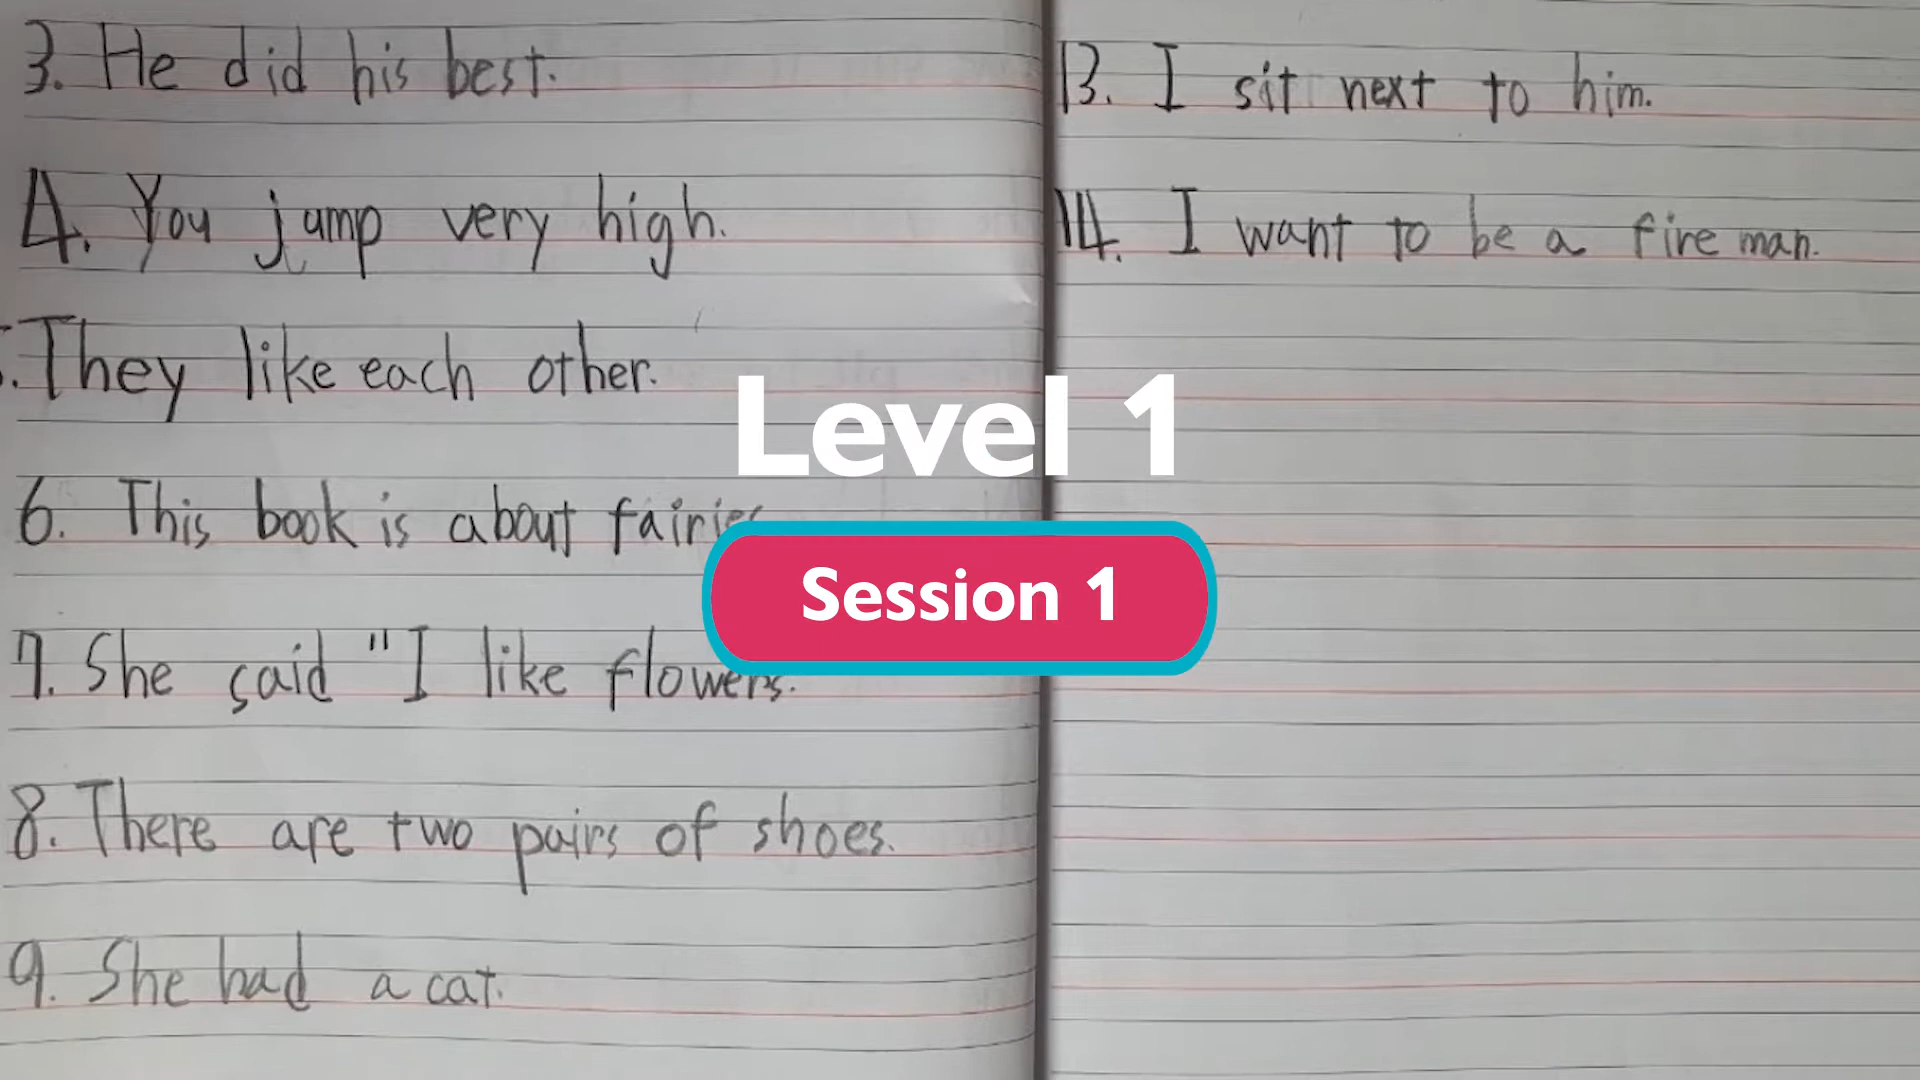 3. He did his best.
4. You jump very high.
. They like each other.
6. This book is about fairies
7. She said "I like flowers.
8. There are two pairs of shoes.
9. She had a cat.
13. I sit next to him.
14. I want to be a fire man.
Level 1
Session 1